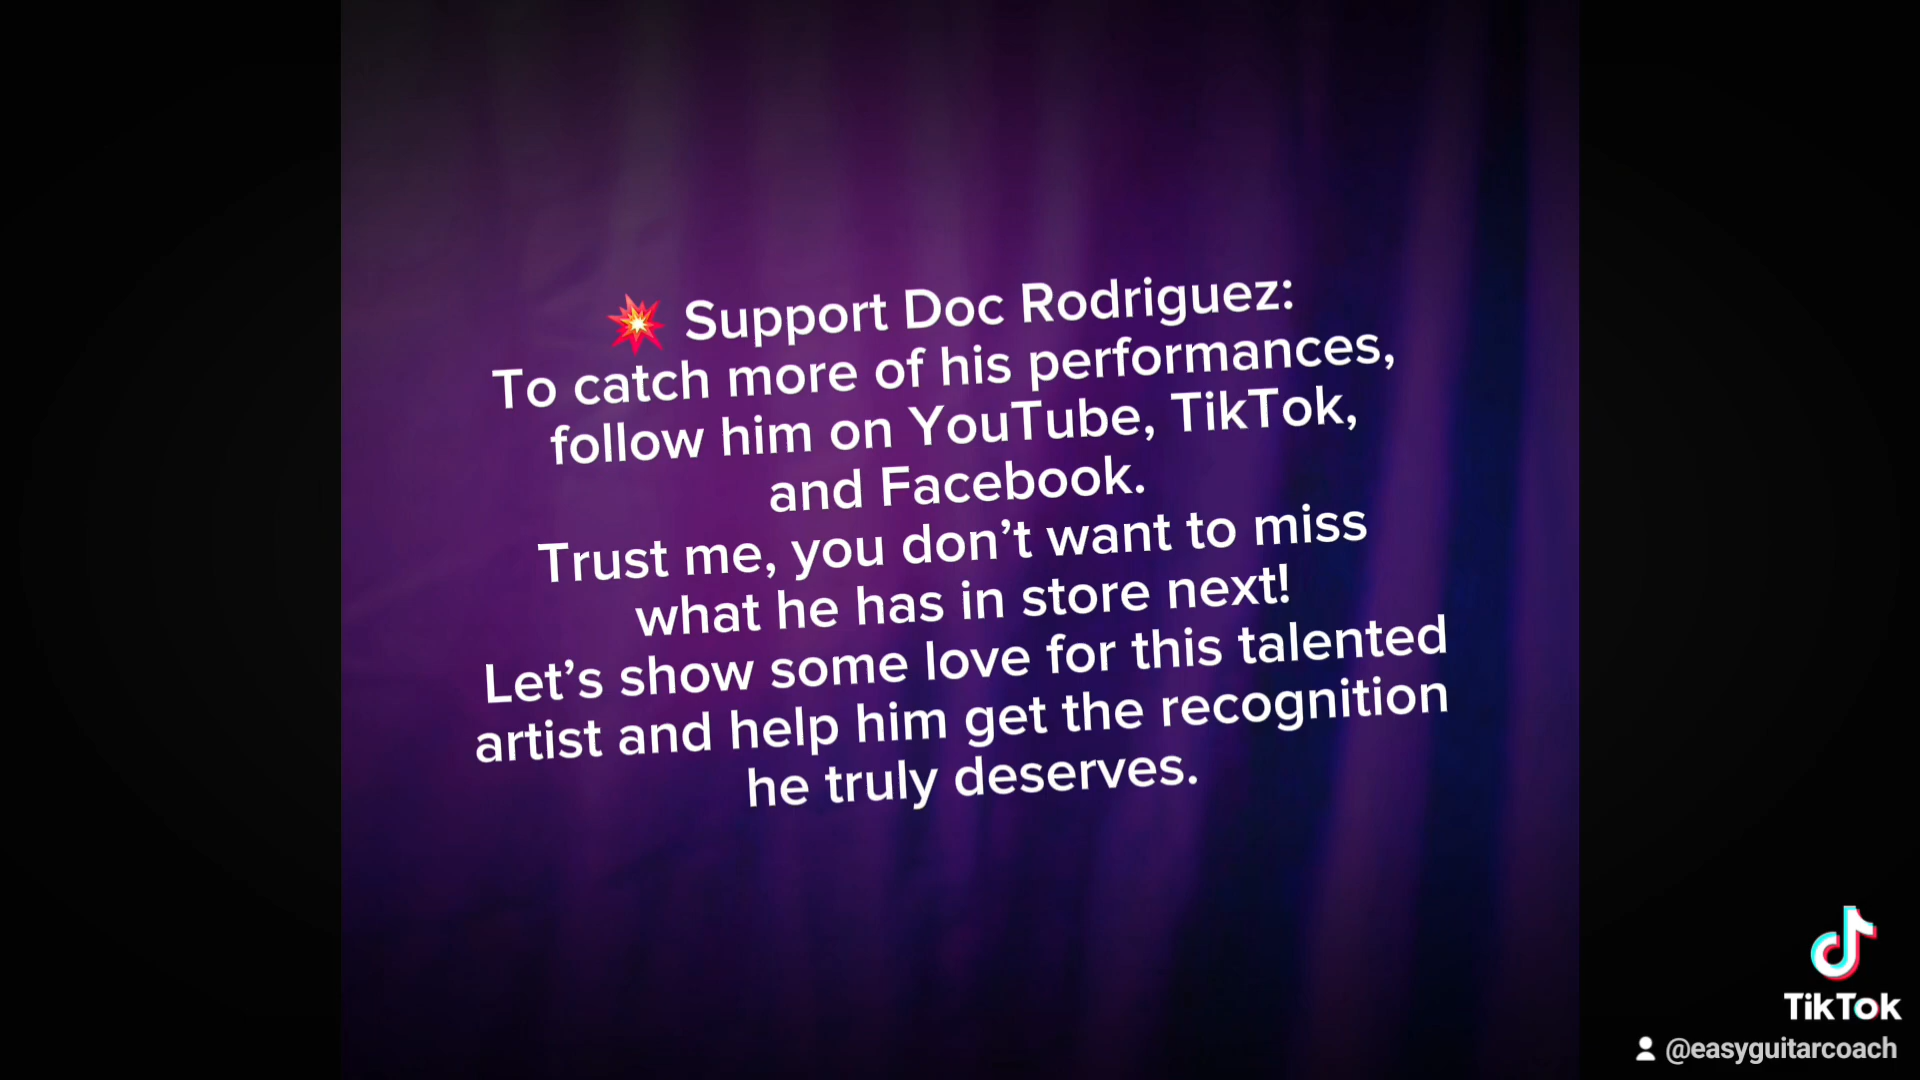 💥 Support Doc Rodriguez:
To catch more of his performances,
follow him on YouTube, TikTok,
and Facebook.
Trust me, you don’t want to miss
what he has in store next!
Let’s show some love for this talented
artist and help him get the recognition
he truly deserves.
TikTok
@easyguitarcoach